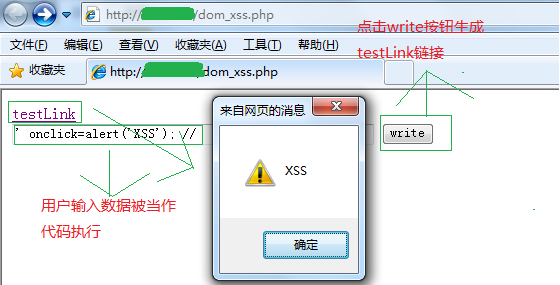 http:// /dom_xss.php
文件(F) 编辑(E) 查看(V) 收藏夹(A) 工具(T) 帮助(H)
收藏夹 http:// /dom_xss.php
点击write按钮生成
testLink链接
testLink
' onclick=alert('XSS'); //
write
来自网页的消息
XSS
确定
用户输入数据被当作
代码执行